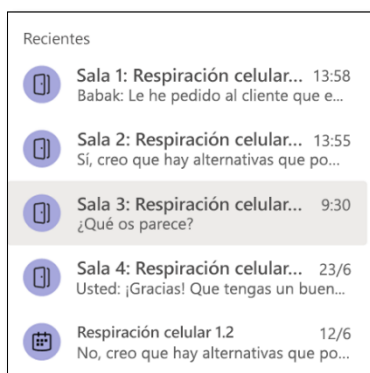 Recientes
Sala 1: Respiración celular... 13:58
Babak: Le he pedido al cliente que e...
Sala 2: Respiración celular... 13:55
Sí, creo que hay alternativas que po...
Sala 3: Respiración celular... 9:30
¿Qué os parece?
Sala 4: Respiración celular... 23/6
Usted: ¡Gracias! Que tengas un buen...
Respiración celular 1.2 12/6
No, creo que hay alternativas que po...